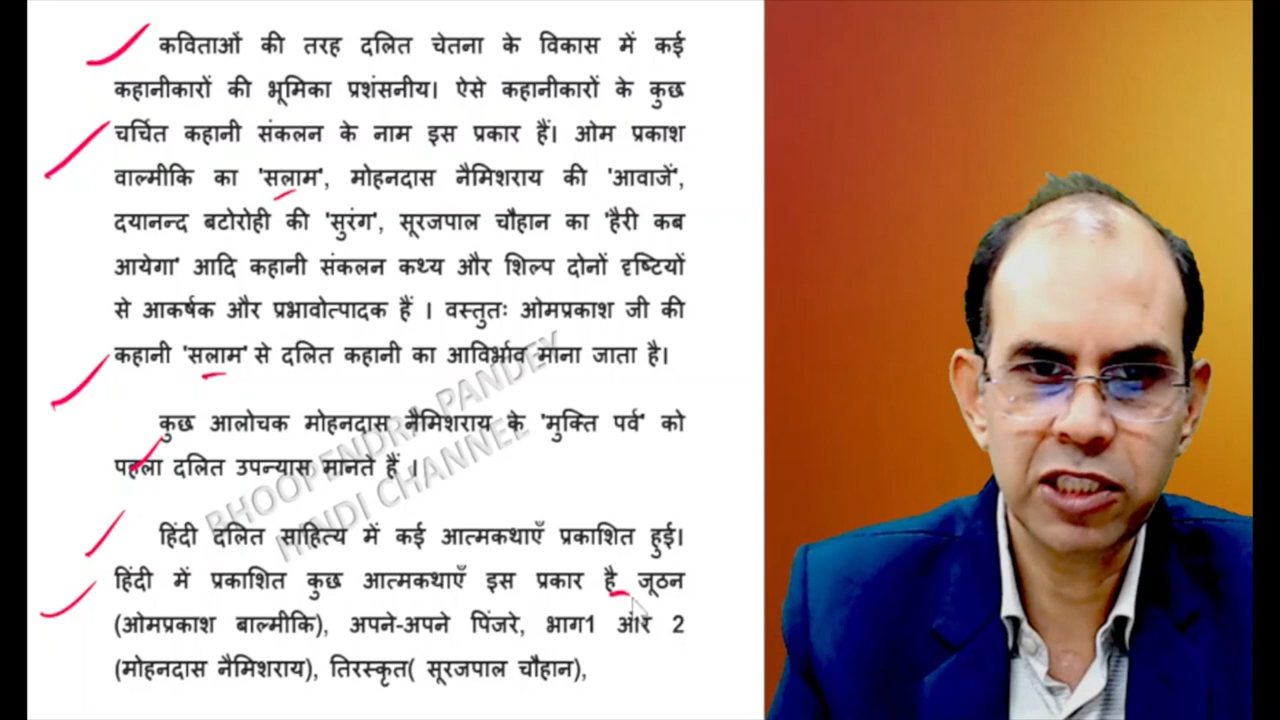 कविताओं की तरह दलित चेतना के विकास में कई
कहानीकारों की भूमिका प्रशंसनीय। ऐसे कहानीकारों के कुछ
चर्चित कहानी संकलन के नाम इस प्रकार हैं। ओम प्रकाश
वाल्मीकि का 'सलाम', मोहनदास नैमिशराय की 'आवाजें',
दयानन्द बटोरोही की 'सुरंग', सूरजपाल चौहान का 'हैरी कब
आयेगा' आदि कहानी संकलन कथ्य और शिल्प दोनों दृष्टियों
से आकर्षक और प्रभावोत्पादक हैं । वस्तुतः ओमप्रकाश जी की
कहानी 'सलाम' से दलित कहानी का आविर्भाव माना जाता है।
कुछ आलोचक मोहनदास नैमिशराय के 'मुक्ति पर्व' को
पहला दलित उपन्यास मानते हैं ।
हिंदी दलित साहित्य में कई आत्मकथाएँ प्रकाशित हुई।
हिंदी में प्रकाशित कुछ आत्मकथाएँ इस प्रकार है जूठन
(ओमप्रकाश बाल्मीकि), अपने-अपने पिंजरे, भाग1 और 2
(मोहनदास नैमिशराय), तिरस्कृत( सूरजपाल चौहान),
BHOOPENDRA PANDEY
HINDI CHANNEL